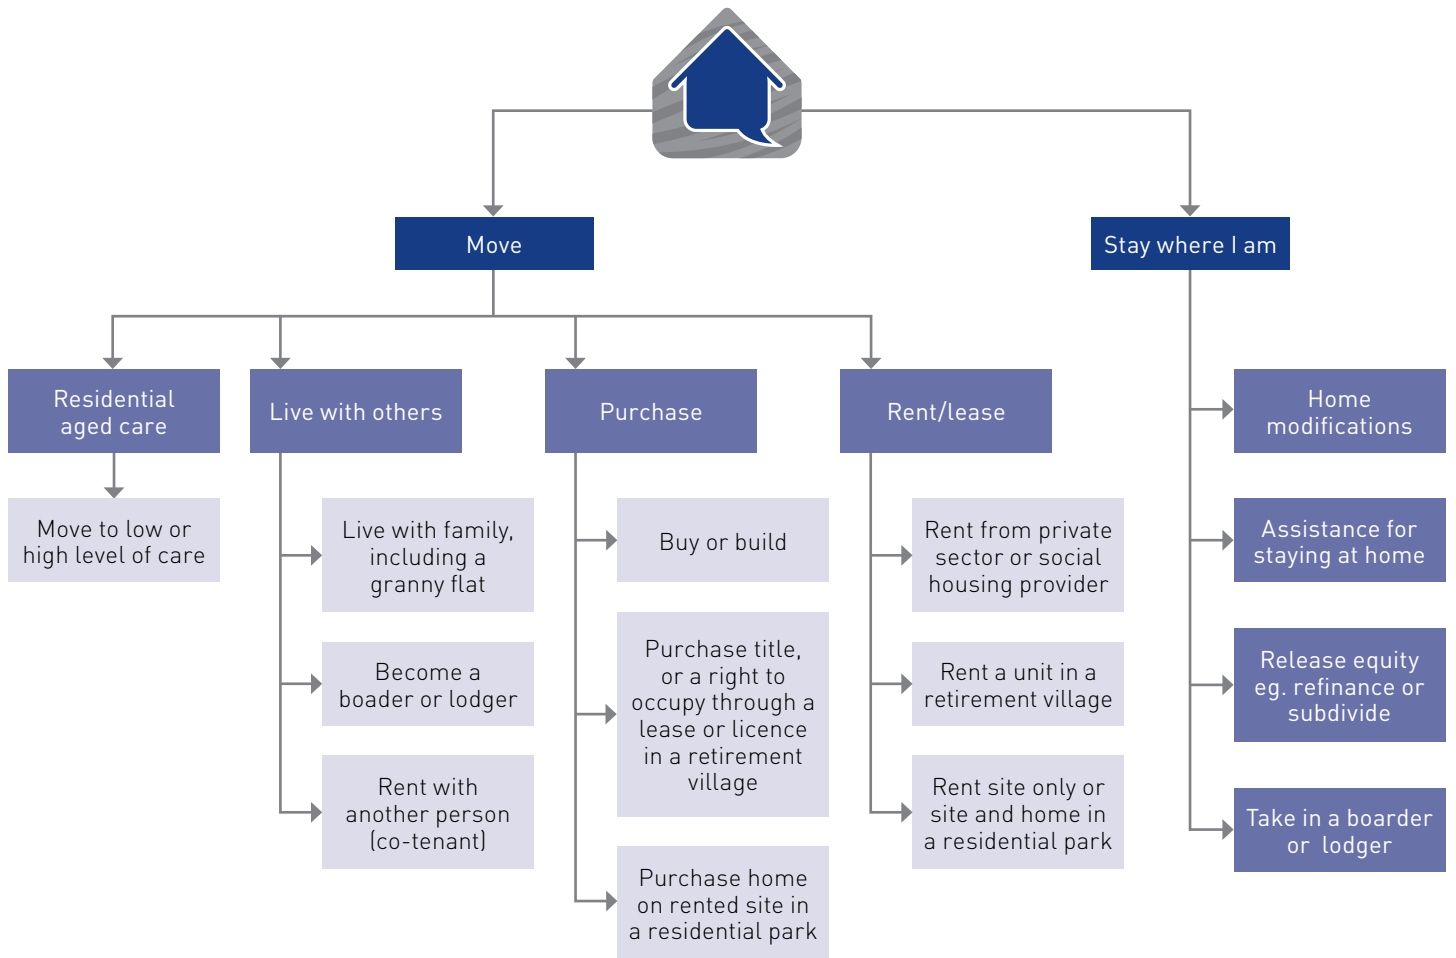 Move
Stay where I am
Residential
aged care
Live with others
Purchase
Rent/lease
Home
modifications
Move to low or
high level of care
Live with family,
including a
granny flat
Become a
boader or lodger
Rent with
another person
(co-tenant)
Buy or build
Purchase title,
or a right to
occupy through a
lease or licence
in a retirement
village
Purchase home
on rented site in
a residential park
Rent from private
sector or social
housing provider
Rent a unit in a
retirement village
Rent site only or
site and home in
a residential park
Assistance for
staying at home
Release equity
eg. refinance or
subdivide
Take in a boarder
or lodger